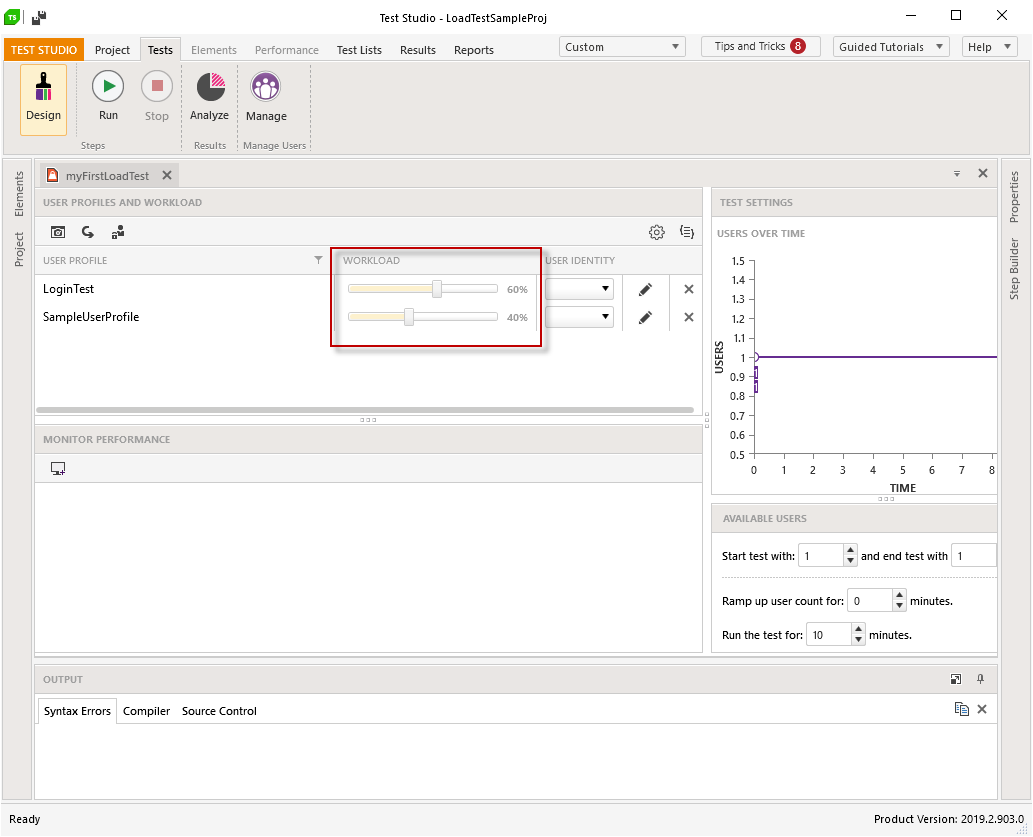 TS
Test Studio - LoadTestSampleProj
TEST STUDIO Project Tests Elements Performance Test Lists Results Reports Custom Tips and Tricks 8 Guided Tutorials Help
Design Run Stop Analyze Manage
Steps Results Manage Users
Elements
Project
myFirstLoadTest
USER PROFILES AND WORKLOAD
USER PROFILE WORKLOAD USER IDENTITY
LoginTest 60%
SampleUserProfile 40%
MONITOR PERFORMANCE
TEST SETTINGS
USERS OVER TIME
1.5
1.4
1.3
1.2
1.1
1
0.9
0.8
0.7
0.6
0.5
USERS
0 1 2 3 4 5 6 7 8
TIME
AVAILABLE USERS
Start test with: 1 and end test with 1
Ramp up user count for: 0 minutes.
Run the test for: 10 minutes.
Properties
Step Builder
OUTPUT
Syntax Errors Compiler Source Control
Ready Product Version: 2019.2.903.0